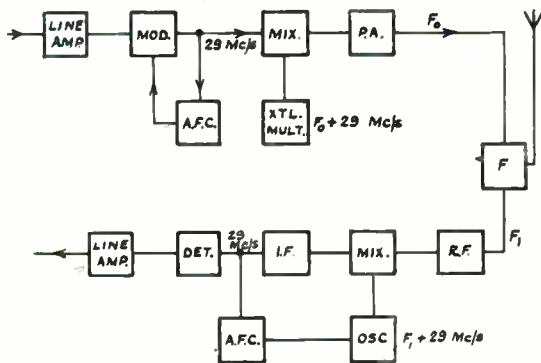 LINE
AMP.
MOD.
29 Mc/s
MIX.
P.A.
F₀
A.F.C.
XTL.
MULT.
F₀ + 29 Mc/s
F
F₁
LINE
AMP.
DET.
29
Mc/s
I.F.
MIX.
R.F.
A.F.C.
OSC
F₁ + 29 Mc/s